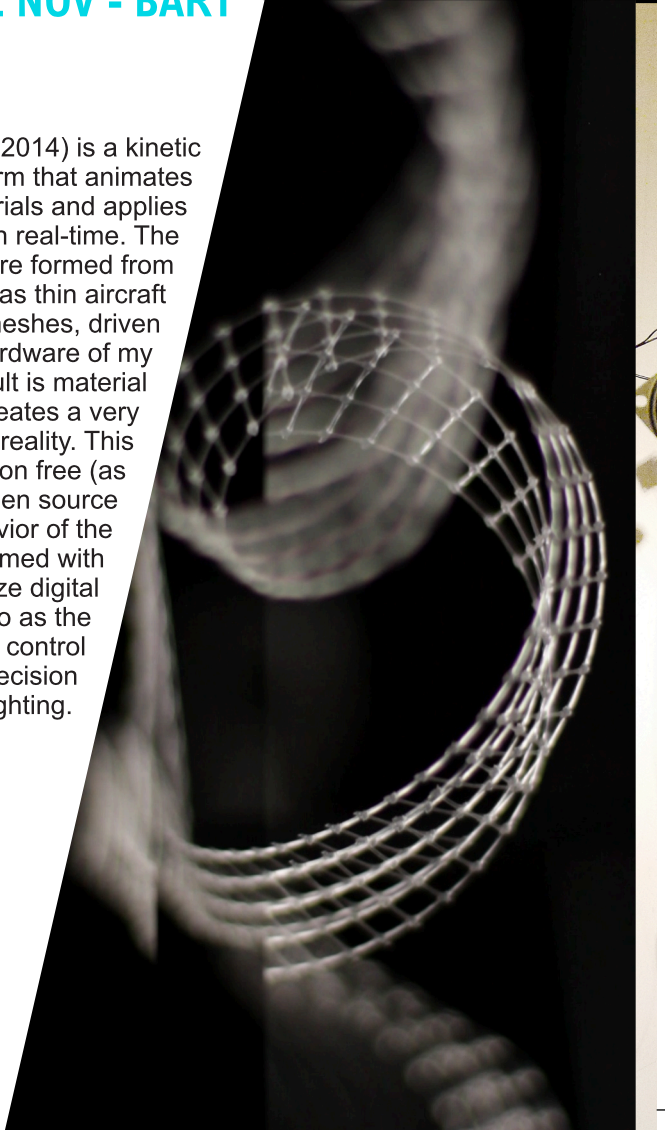 NOV - BART
2014) is a kinetic
rm that animates
rials and applies
n real-time. The
re formed from
as thin aircraft
neshes, driven
rdware of my
ult is material
eates a very
reality. This
on free (as
en source
vior of the
med with
ze digital
o as the
control
ecision
ghting.